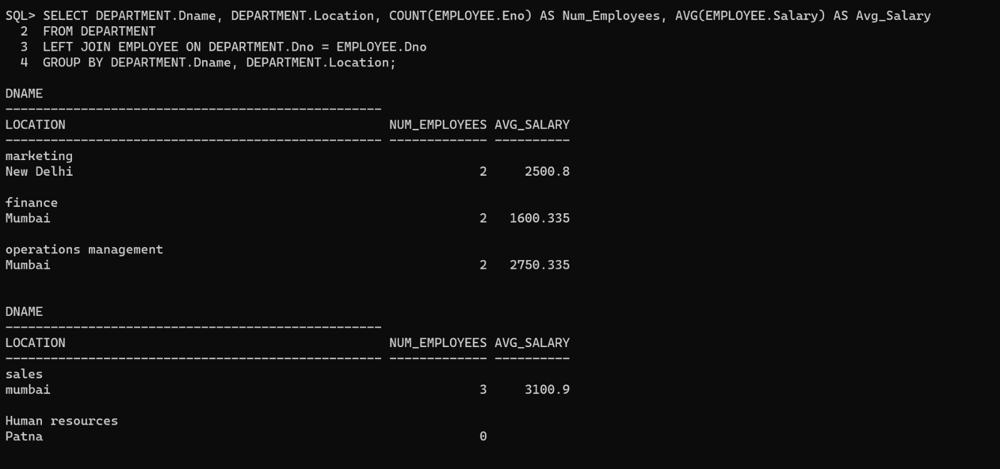 SQL> SELECT DEPARTMENT.Dname, DEPARTMENT.Location, COUNT(EMPLOYEE.Eno) AS Num_Employees, AVG(EMPLOYEE.Salary) AS Avg_Salary
  2  FROM DEPARTMENT
  3  LEFT JOIN EMPLOYEE ON DEPARTMENT.Dno = EMPLOYEE.Dno
  4  GROUP BY DEPARTMENT.Dname, DEPARTMENT.Location;
DNAME
--------------------------------------------------
LOCATION                                           NUM_EMPLOYEES AVG_SALARY
-------------------------------------------------- ------------- ----------
marketing
New Delhi                                                      2     2500.8
finance
Mumbai                                                         2   1600.335
operations management
Mumbai                                                         2   2750.335
DNAME
--------------------------------------------------
LOCATION                                           NUM_EMPLOYEES AVG_SALARY
-------------------------------------------------- ------------- ----------
sales
mumbai                                                         3     3100.9
Human resources
Patna                                                          0